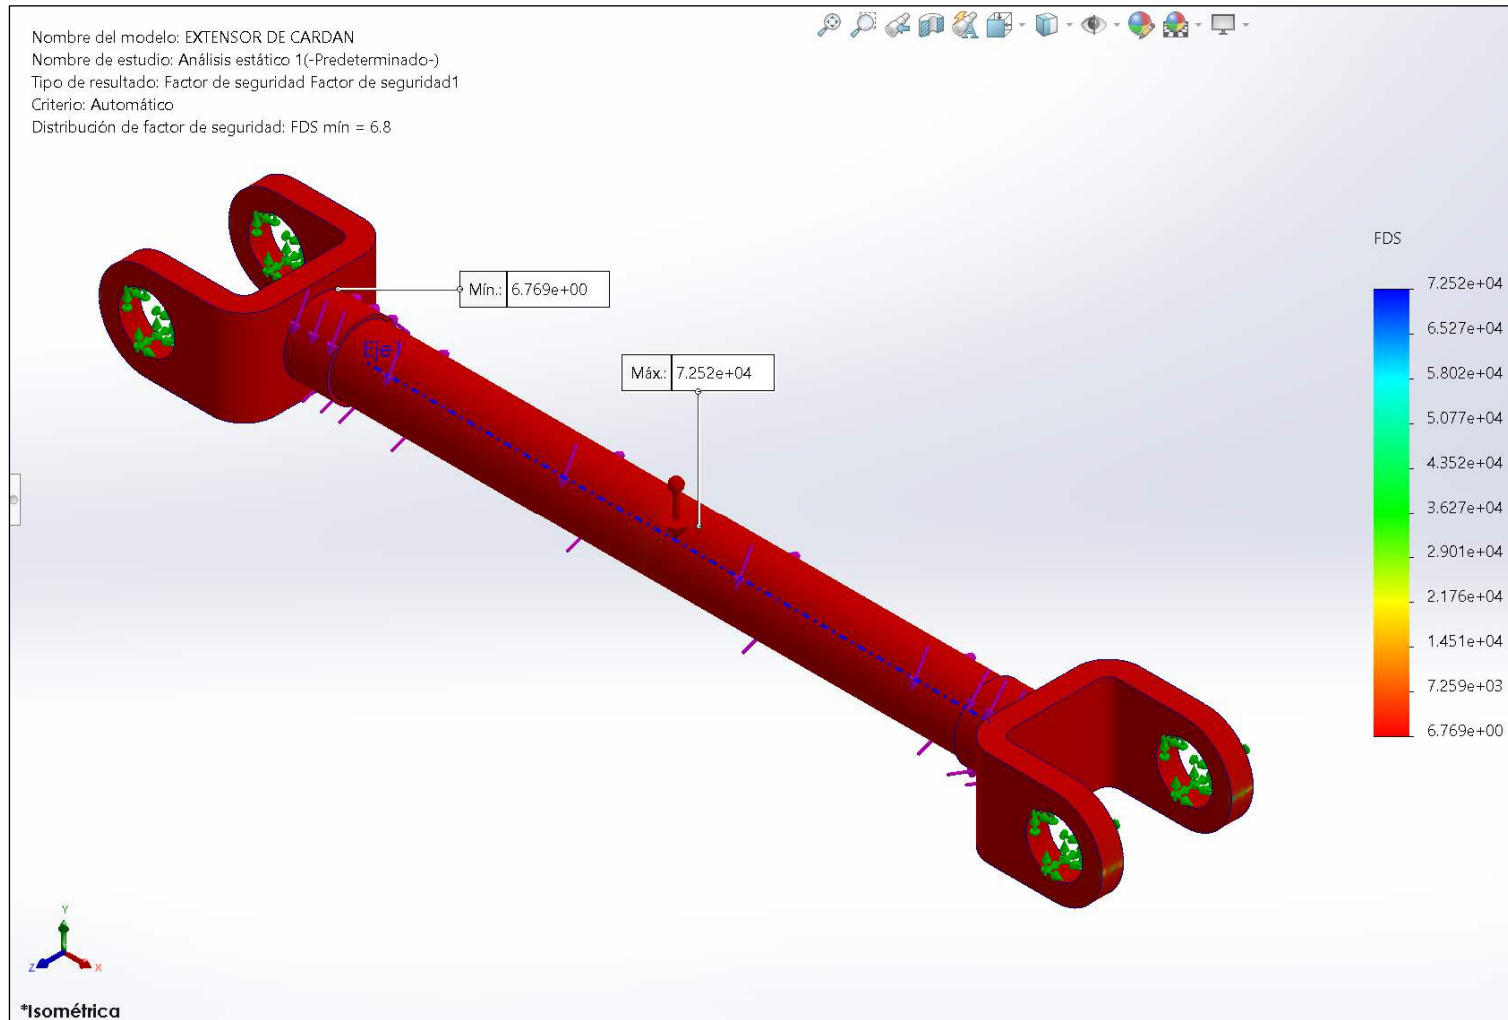 Nombre del modelo: EXTENSOR DE CARDAN
Nombre de estudio: Análisis estático 1(-Predeterminado-)
Tipo de resultado: Factor de seguridad Factor de seguridad1
Criterio: Automático
Distribución de factor de seguridad: FDS mín = 6.8
Mín.: 6.769e+00
Eje
Máx.: 7.252e+04
FDS
7.252e+04
6.527e+04
5.802e+04
5.077e+04
4.352e+04
3.627e+04
2.901e+04
2.176e+04
1.451e+04
7.259e+03
6.769e+00
Y
Z
X
*Isométrica